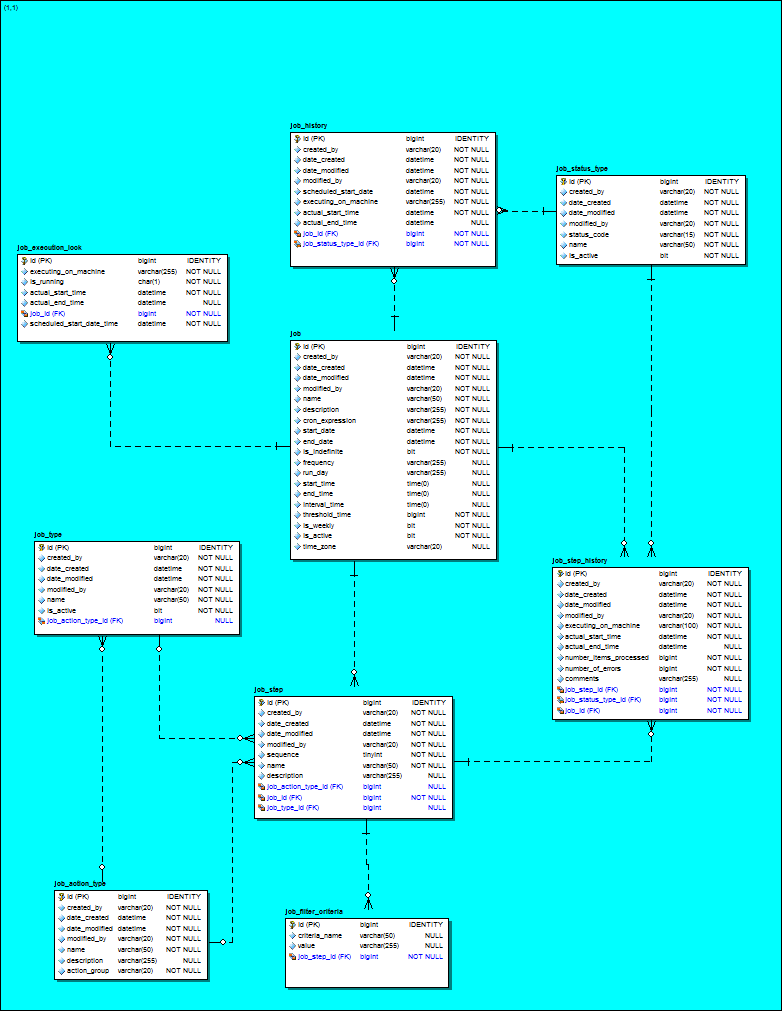 (1,1)
job_history
id (PK) bigint IDENTITY
created_by varchar(20) NOT NULL
date_created datetime NOT NULL
date_modified datetime NOT NULL
modified_by varchar(20) NOT NULL
scheduled_start_date datetime NOT NULL
executing_on_machine varchar(255) NOT NULL
actual_start_time datetime NOT NULL
actual_end_time datetime NULL
job_id (FK) bigint NOT NULL
job_status_type_id (FK) bigint NOT NULL
job_status_type
id (PK) bigint IDENTITY
created_by varchar(20) NOT NULL
date_created datetime NOT NULL
date_modified datetime NOT NULL
modified_by varchar(20) NOT NULL
status_code varchar(15) NOT NULL
name varchar(50) NOT NULL
is_active bit NOT NULL
job_execution_lock
id (PK) bigint IDENTITY
executing_on_machine varchar(255) NOT NULL
is_running char(1) NOT NULL
actual_start_time datetime NOT NULL
actual_end_time datetime NULL
job_id (FK) bigint NOT NULL
scheduled_start_date_time datetime NOT NULL
job
id (PK) bigint IDENTITY
created_by varchar(20) NOT NULL
date_created datetime NOT NULL
date_modified datetime NOT NULL
modified_by varchar(20) NOT NULL
name varchar(50) NOT NULL
description varchar(255) NOT NULL
cron_expression varchar(255) NOT NULL
start_date datetime NOT NULL
end_date datetime NOT NULL
is_indefinite bit NOT NULL
frequency varchar(255) NULL
run_day varchar(255) NULL
start_time time(0) NULL
end_time time(0) NULL
interval_time time(0) NULL
threshold_time bigint NOT NULL
is_weekly bit NOT NULL
is_active bit NOT NULL
time_zone varchar(20) NULL
job_type
id (PK) bigint IDENTITY
created_by varchar(20) NOT NULL
date_created datetime NOT NULL
date_modified datetime NOT NULL
modified_by varchar(20) NOT NULL
name varchar(50) NOT NULL
is_active bit NOT NULL
job_action_type_id (FK) bigint NULL
job_step_history
id (PK) bigint IDENTITY
created_by varchar(20) NOT NULL
date_created datetime NOT NULL
date_modified datetime NOT NULL
modified_by varchar(20) NOT NULL
executing_on_machine varchar(100) NOT NULL
actual_start_time datetime NOT NULL
actual_end_time datetime NULL
number_items_processed bigint NOT NULL
number_of_errors bigint NOT NULL
comments varchar(255) NULL
job_step_id (FK) bigint NOT NULL
job_status_type_id (FK) bigint NOT NULL
job_id (FK) bigint NOT NULL
job_step
id (PK) bigint IDENTITY
created_by varchar(20) NOT NULL
date_created datetime NOT NULL
date_modified datetime NOT NULL
modified_by varchar(20) NOT NULL
sequence tinyint NOT NULL
name varchar(50) NOT NULL
description varchar(255) NULL
job_action_type_id (FK) bigint NULL
job_id (FK) bigint NOT NULL
job_type_id (FK) bigint NULL
job_action_type
id (PK) bigint IDENTITY
created_by varchar(20) NOT NULL
date_created datetime NOT NULL
date_modified datetime NOT NULL
modified_by varchar(20) NOT NULL
name varchar(50) NOT NULL
description varchar(255) NULL
action_group varchar(20) NOT NULL
job_filter_criteria
id (PK) bigint IDENTITY
criteria_name varchar(50) NULL
value varchar(255) NULL
job_step_id (FK) bigint NOT NULL